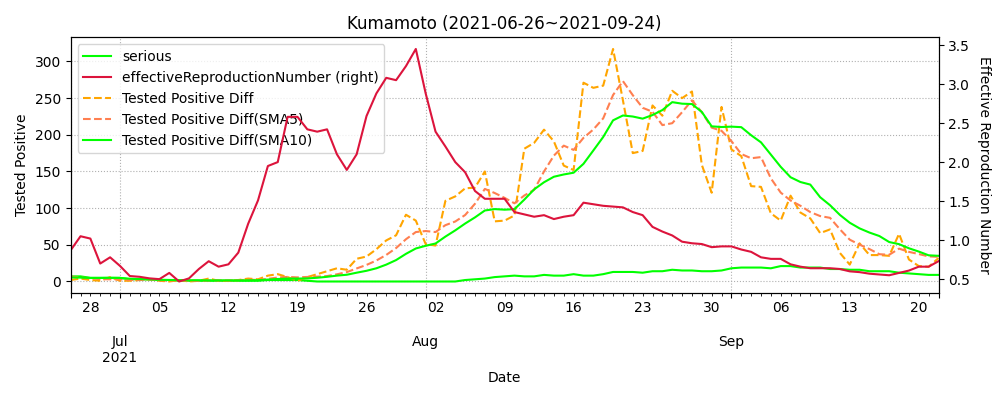 Kumamoto (2021-06-26~2021-09-24)
serious
effectiveReproductionNumber (right)
Tested Positive Diff
Tested Positive Diff(SMA5)
Tested Positive Diff(SMA10)
Tested Positive
300
250
200
150
100
50
0
3.5
3.0
2.5
2.0
1.5
1.0
0.5
Effective Reproduction Number
28 05 12 19 26 02 09 16 23 30 06 13 20
Jul Aug Sep
2021
Date